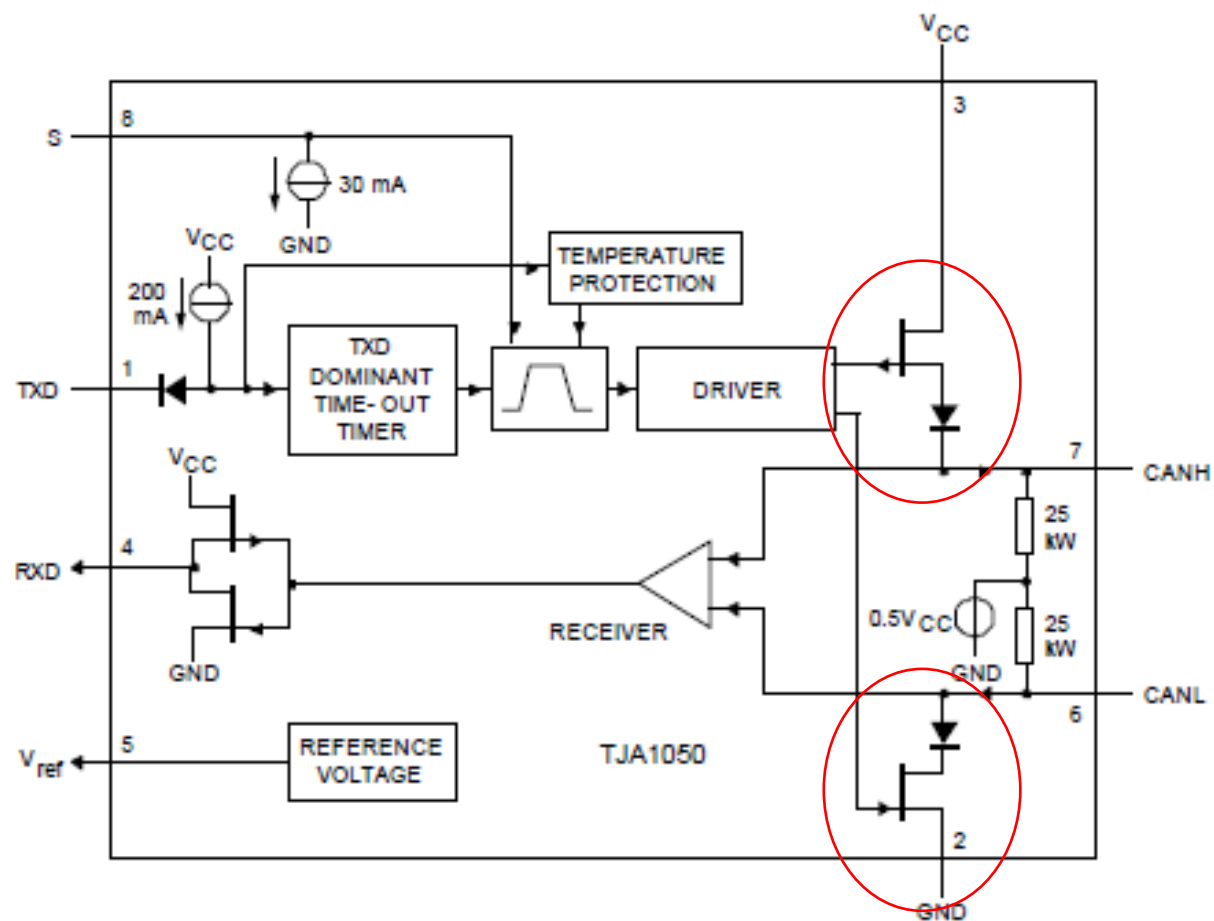 VCC
3
8
S
30 mA
GND
VCC
200
mA
TEMPERATURE
PROTECTION
1
TXD
TXD
DOMINANT
TIME- OUT
TIMER
DRIVER
7
CANH
VCC
25
kW
4
RXD
RECEIVER
0.5VCC
25
kW
GND
GND
CANL
6
5
Vref
REFERENCE
VOLTAGE
TJA1050
2
GND